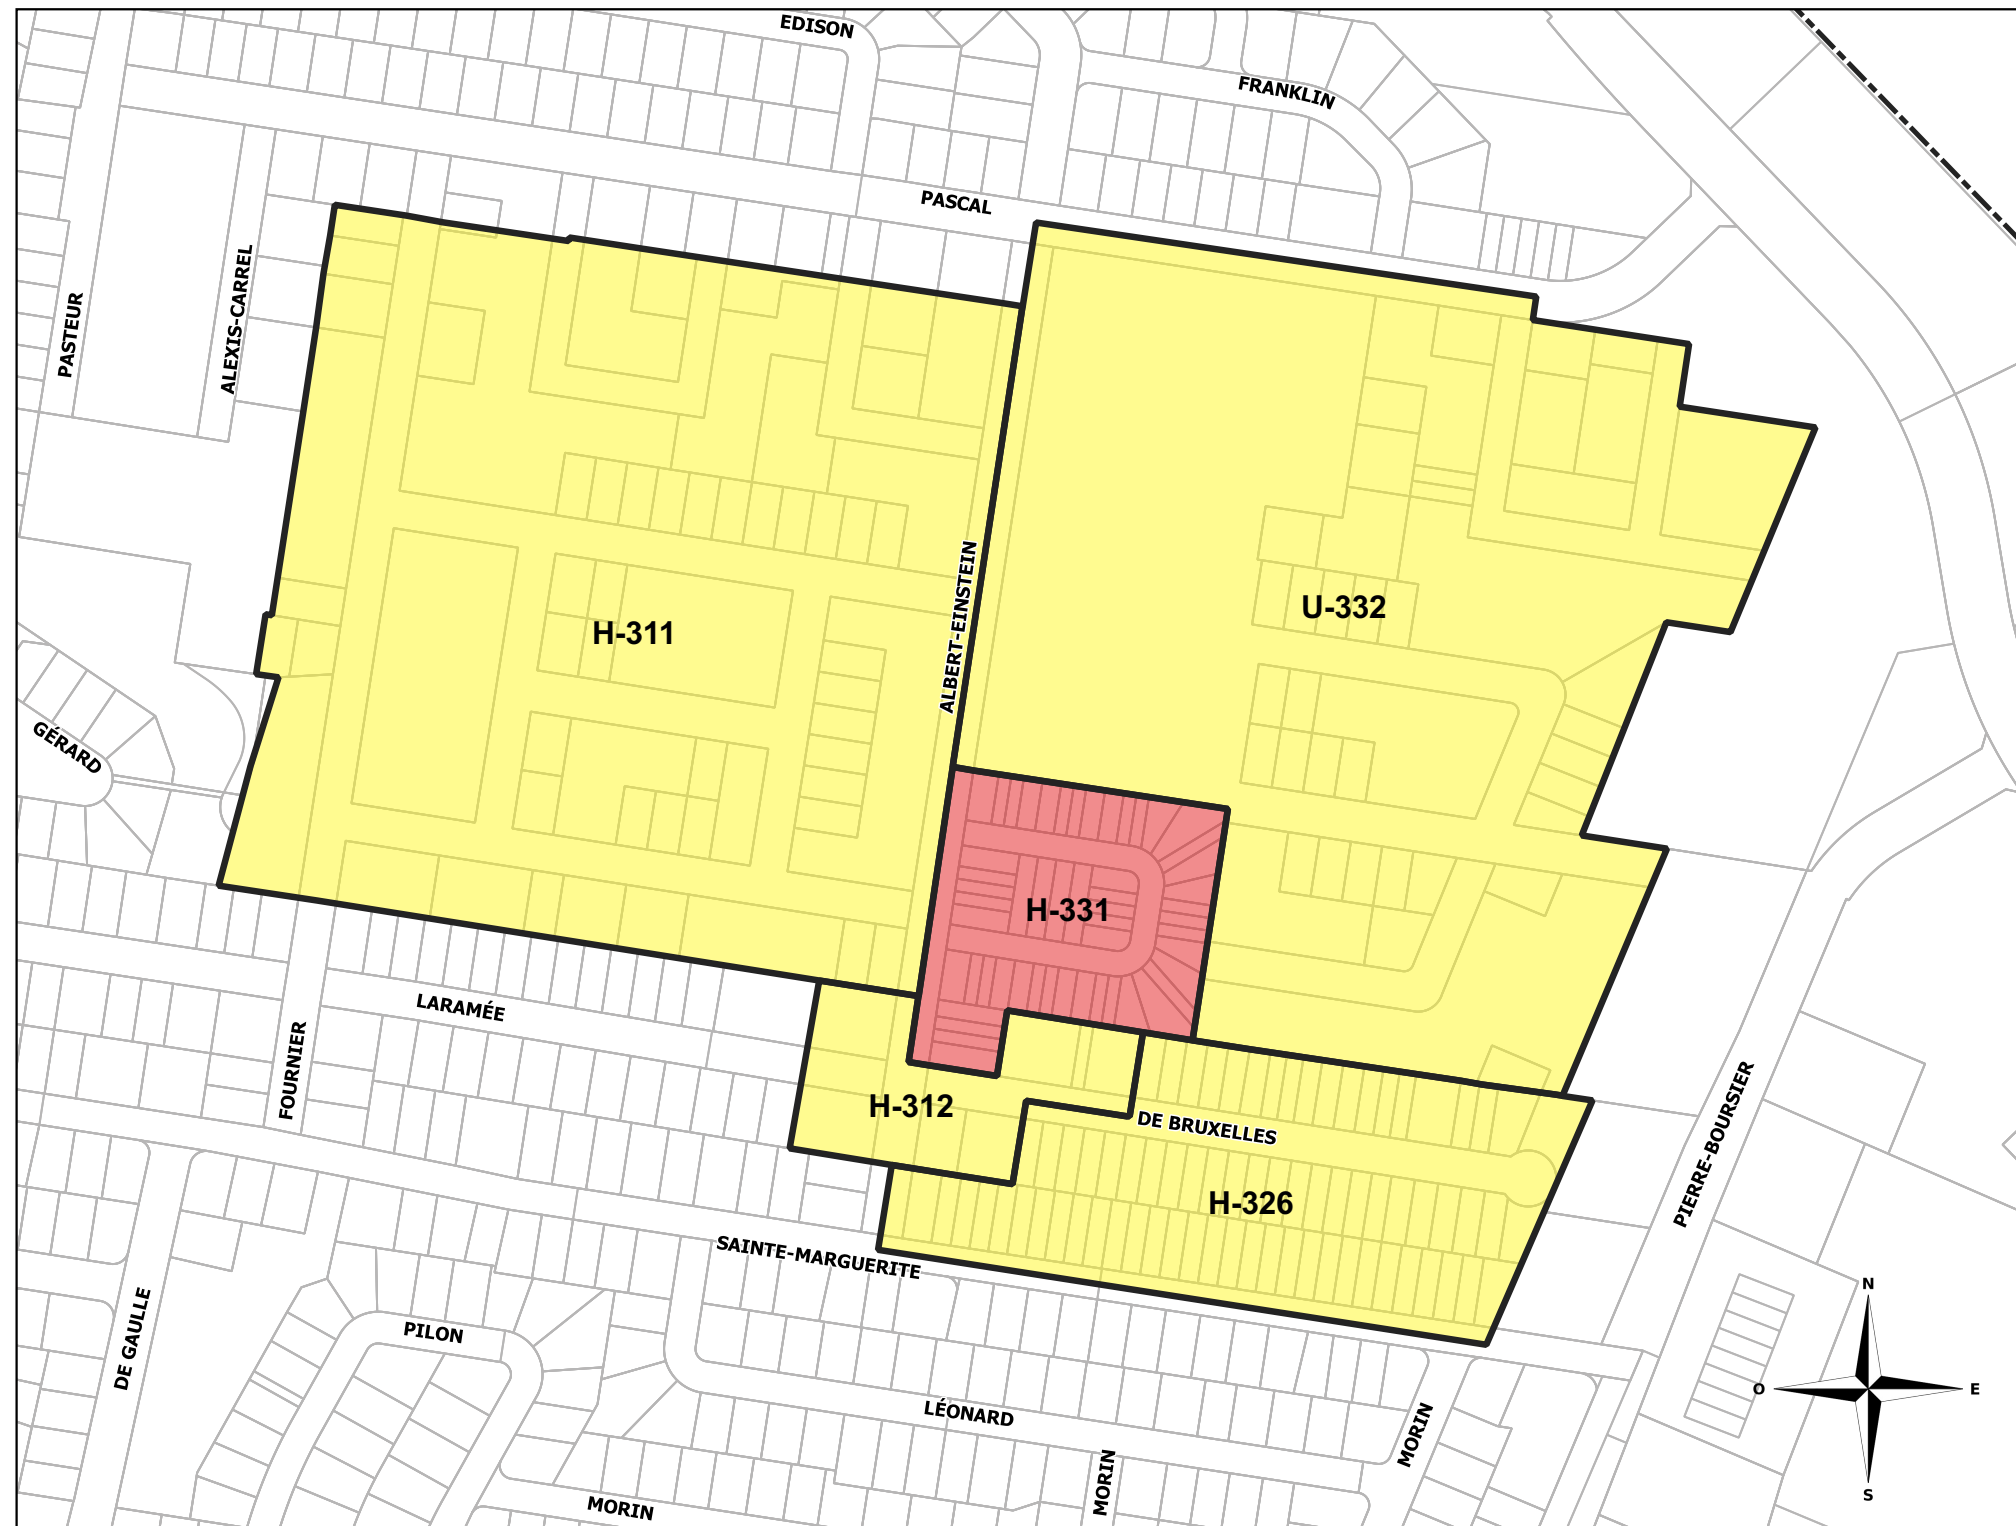 EDISON
FRANKLIN
PASCAL
PASTEUR
ALEXIS-CARREL
ALBERT-EINSTEIN
H-311
U-332
GÉRARD
H-331
LARAMÉE
FOURNIER
H-312
DE BRUXELLES
PIERRE-BOURSIER
H-326
SAINTE-MARGUERITE
DE GAULLE
PILON
LÉONARD
MORIN
MORIN
MORIN
N
O
E
S